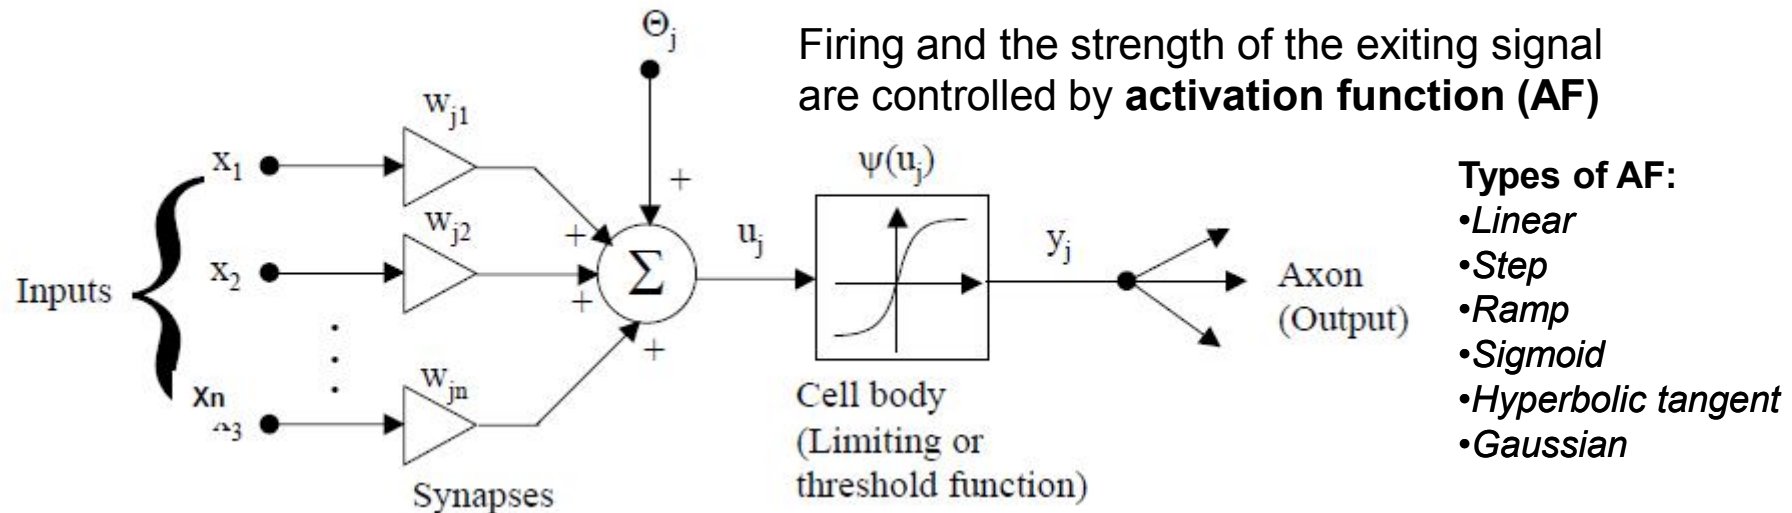 Θj
Firing and the strength of the exiting signal
are controlled by activation function (AF)
wj1
x1
+
ψ(uj)
Types of AF:
•Linear
•Step
•Ramp
•Sigmoid
•Hyperbolic tangent
•Gaussian
wj2
+
uj
yj
x2
Inputs
Σ
+
Axon
(Output)
+
wjn
Xn
Cell body
(Limiting or
threshold function)
Synapses